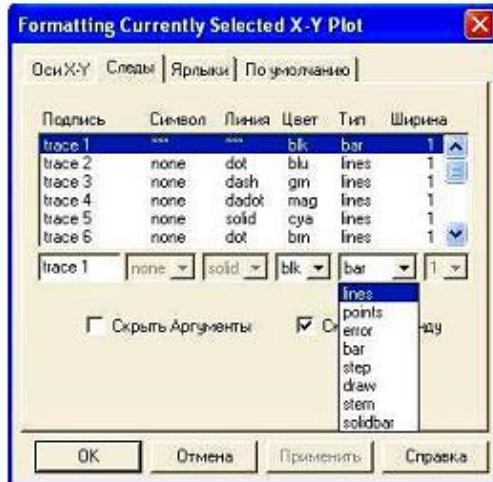 Formatting Currently Selected X-Y Plot
Оси X-Y Следы Ярлыки По умолчанию
Подпись Символ Линия Цвет Тип Ширина
trace 1 *** *** blk bar 1
trace 2 none dot blu lines 1
trace 3 none dash grn lines 1
trace 4 none dadot mag lines 1
trace 5 none solid cya lines 1
trace 6 none dot brn lines 1
trace 1 none solid blk bar 1
lines
points
Скрыть Аргументы
error
bar
step
draw
stem
solidbar
OK Отмена Применить Справка